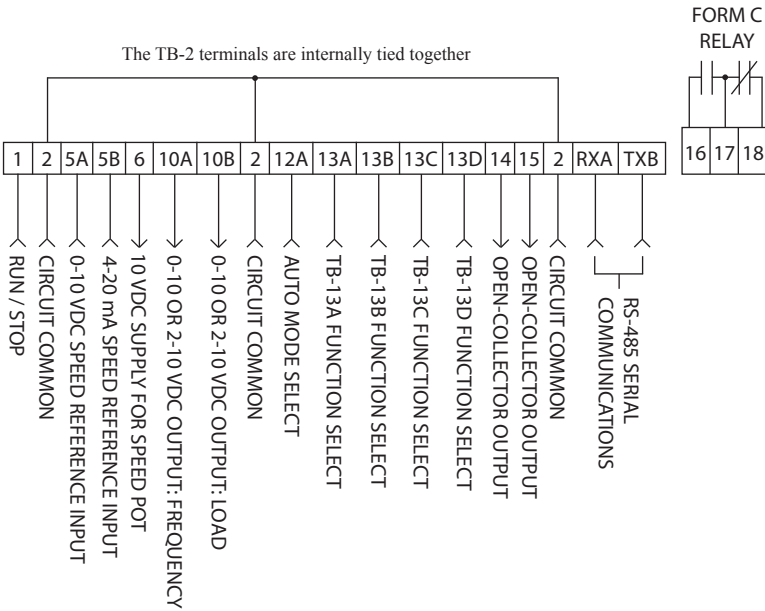 FORM C
RELAY
The TB-2 terminals are internally tied together
1 2 5A 5B 6 10A 10B 2 12A 13A 13B 13C 13D 14 15 2 RXA TXB
16 17 18
RUN / STOP
CIRCUIT COMMON
0-10 VDC SPEED REFERENCE INPUT
4-20 mA SPEED REFERENCE INPUT
10 VDC SUPPLY FOR SPEED POT
0-10 OR 2-10 VDC OUTPUT: FREQUENCY
0-10 OR 2-10 VDC OUTPUT: LOAD
CIRCUIT COMMON
AUTO MODE SELECT
TB-13A FUNCTION SELECT
TB-13B FUNCTION SELECT
TB-13C FUNCTION SELECT
TB-13D FUNCTION SELECT
OPEN-COLLECTOR OUTPUT
OPEN-COLLECTOR OUTPUT
CIRCUIT COMMON
RS-485 SERIAL
COMMUNICATIONS